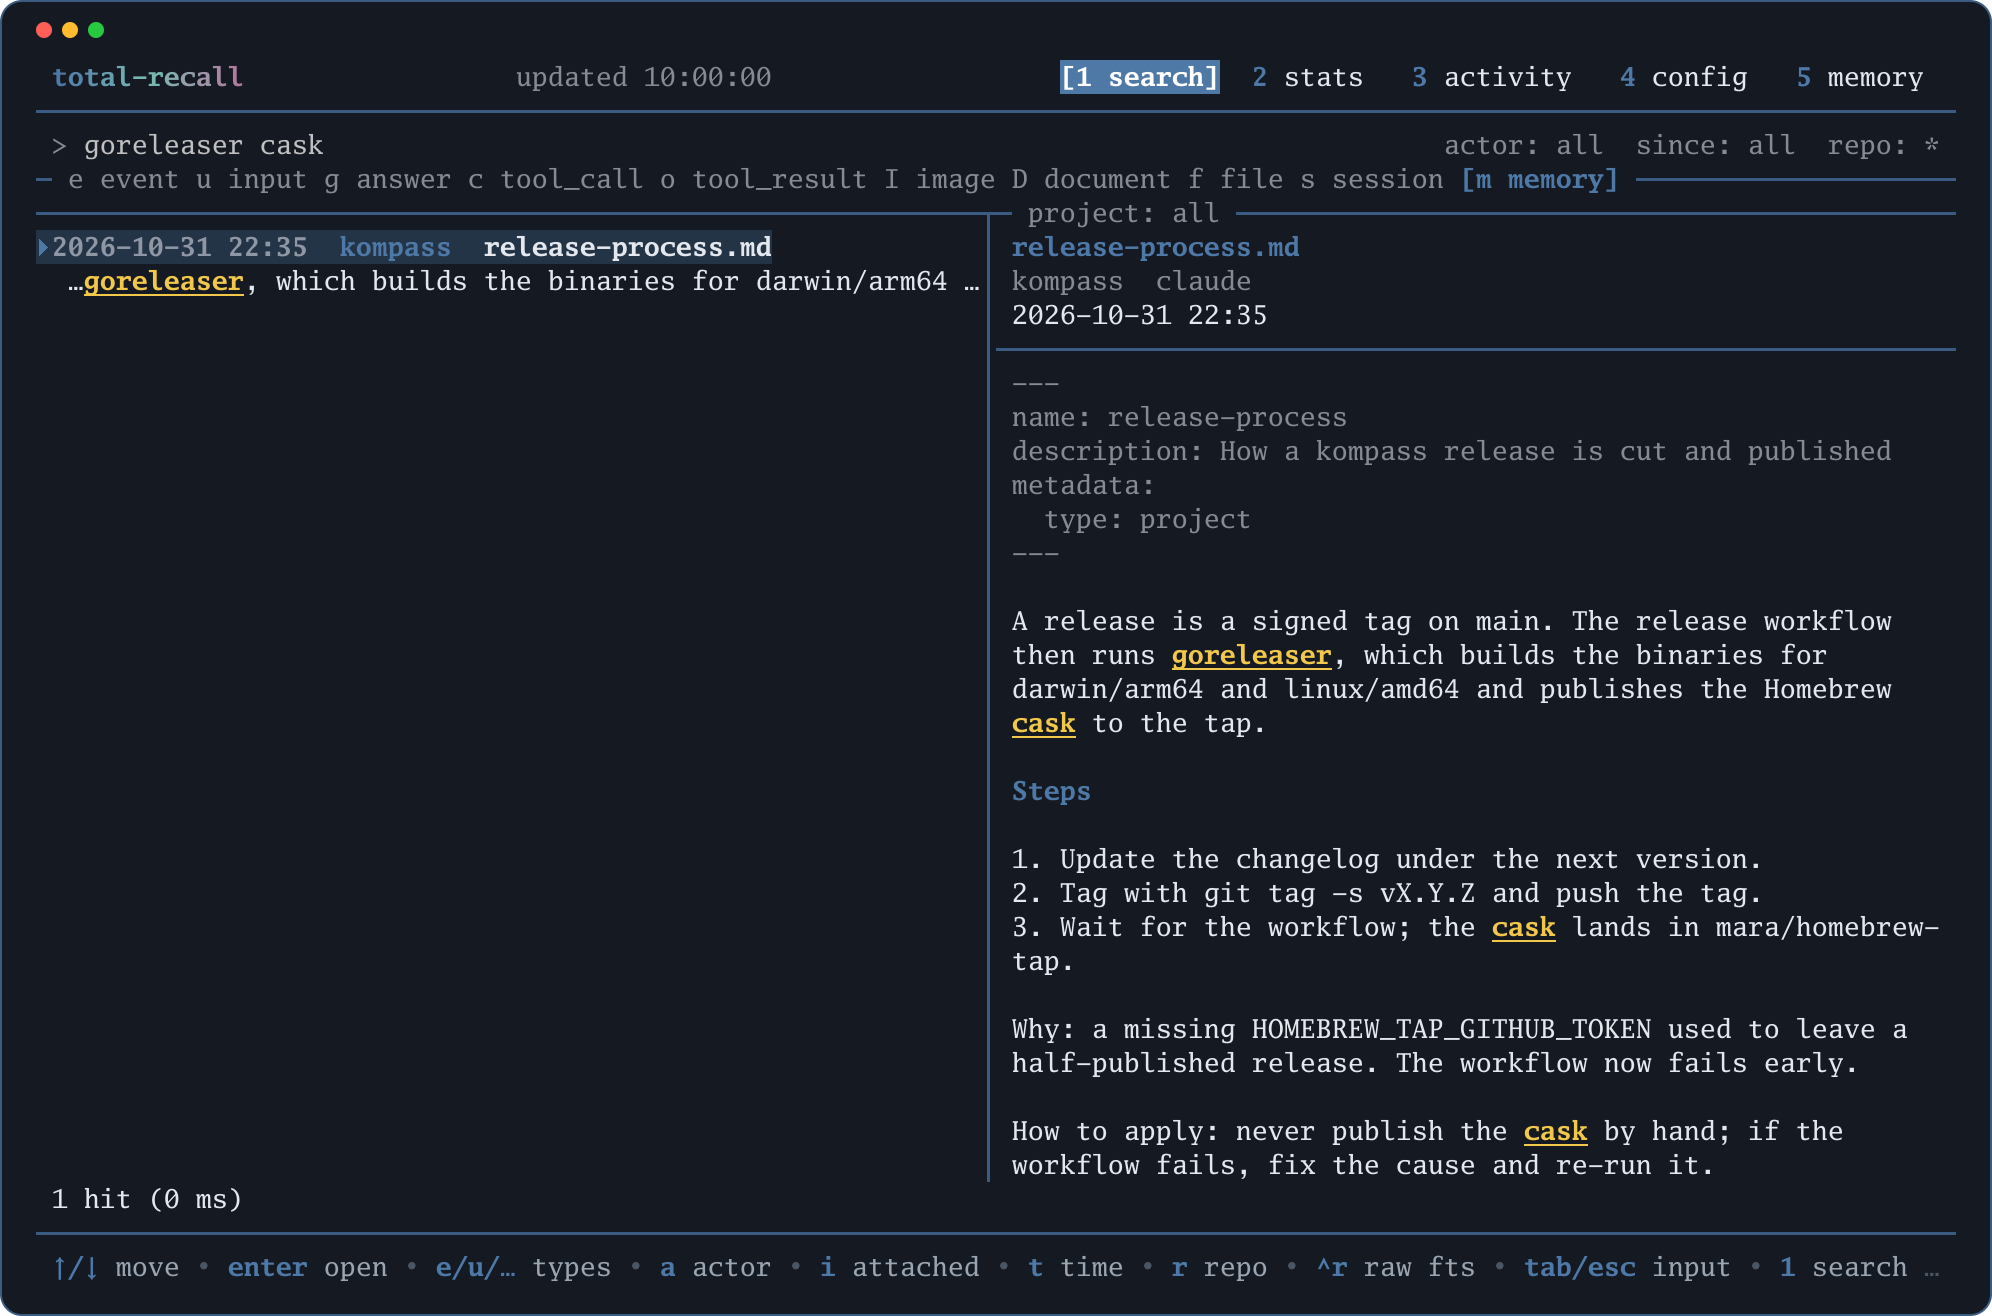 total-recall updated 10:00:00 [1 search] 2 stats 3 activity 4 config 5 memory
> goreleaser cask actor: all since: all repo: *
e event u input g answer c tool_call o tool_result I image D document f file s session [m memory]
project: all
2026-10-31 22:35 kompass release-process.md
…goreleaser, which builds the binaries for darwin/arm64 …
release-process.md
kompass claude
2026-10-31 22:35
---
name: release-process
description: How a kompass release is cut and published
metadata:
type: project
---
A release is a signed tag on main. The release workflow
then runs goreleaser, which builds the binaries for
darwin/arm64 and linux/amd64 and publishes the Homebrew
cask to the tap.
Steps
1. Update the changelog under the next version.
2. Tag with git tag -s vX.Y.Z and push the tag.
3. Wait for the workflow; the cask lands in mara/homebrew-
tap.
Why: a missing HOMEBREW_TAP_GITHUB_TOKEN used to leave a
half-published release. The workflow now fails early.
How to apply: never publish the cask by hand; if the
workflow fails, fix the cause and re-run it.
1 hit (0 ms)
↑/↓ move • enter open • e/u/… types • a actor • i attached • t time • r repo • ^r raw fts • tab/esc input • 1 search …